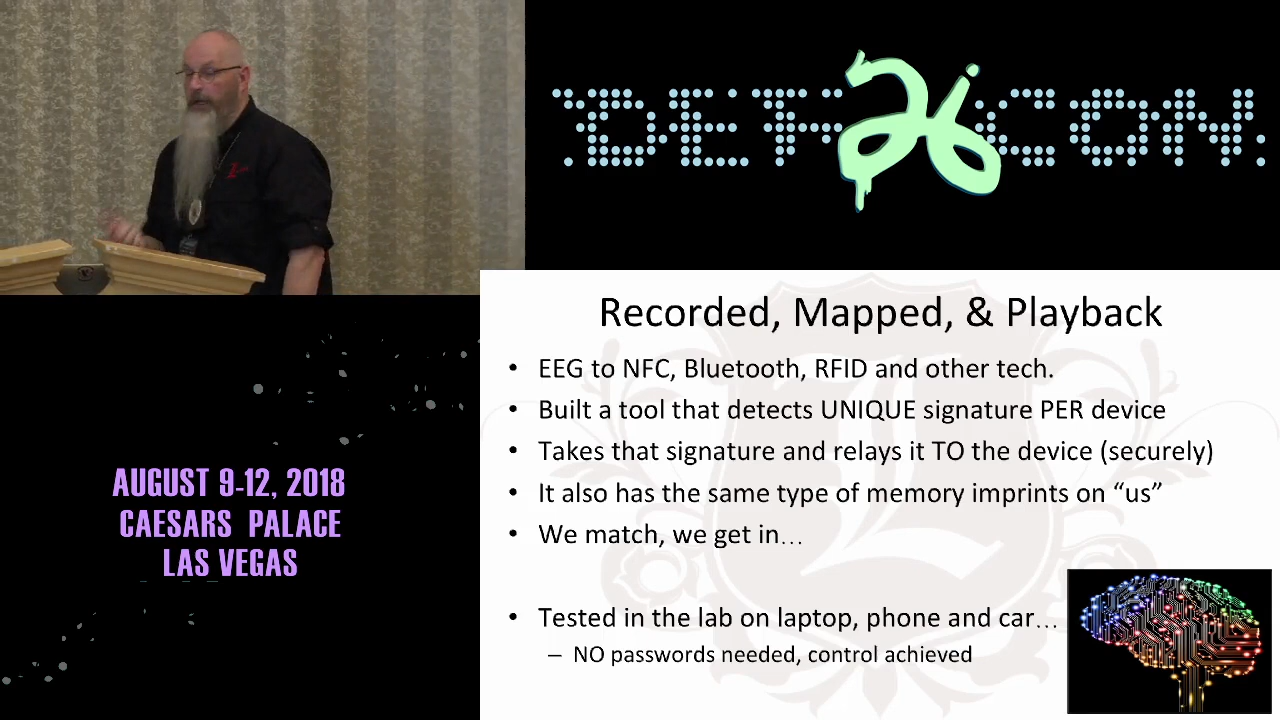 DEF CON
26
Recorded, Mapped, & Playback
• EEG to NFC, Bluetooth, RFID and other tech.
• Built a tool that detects UNIQUE signature PER device
• Takes that signature and relays it TO the device (securely)
• It also has the same type of memory imprints on “us”
• We match, we get in…
• Tested in the lab on laptop, phone and car…
– NO passwords needed, control achieved
AUGUST 9-12, 2018
CAESARS PALACE
LAS VEGAS
L